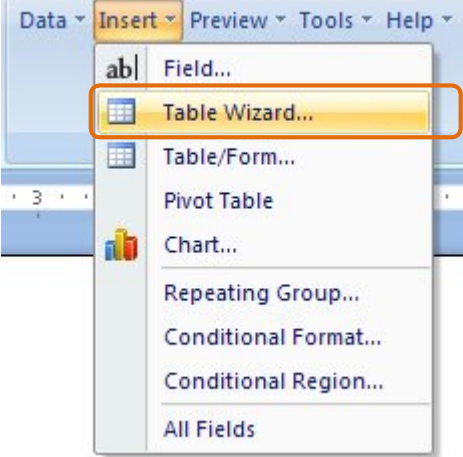 Data Insert Preview Tools Help
ab Field...
Table Wizard...
Table/Form...
3
Pivot Table
Chart...
Repeating Group...
Conditional Format...
Conditional Region...
All Fields